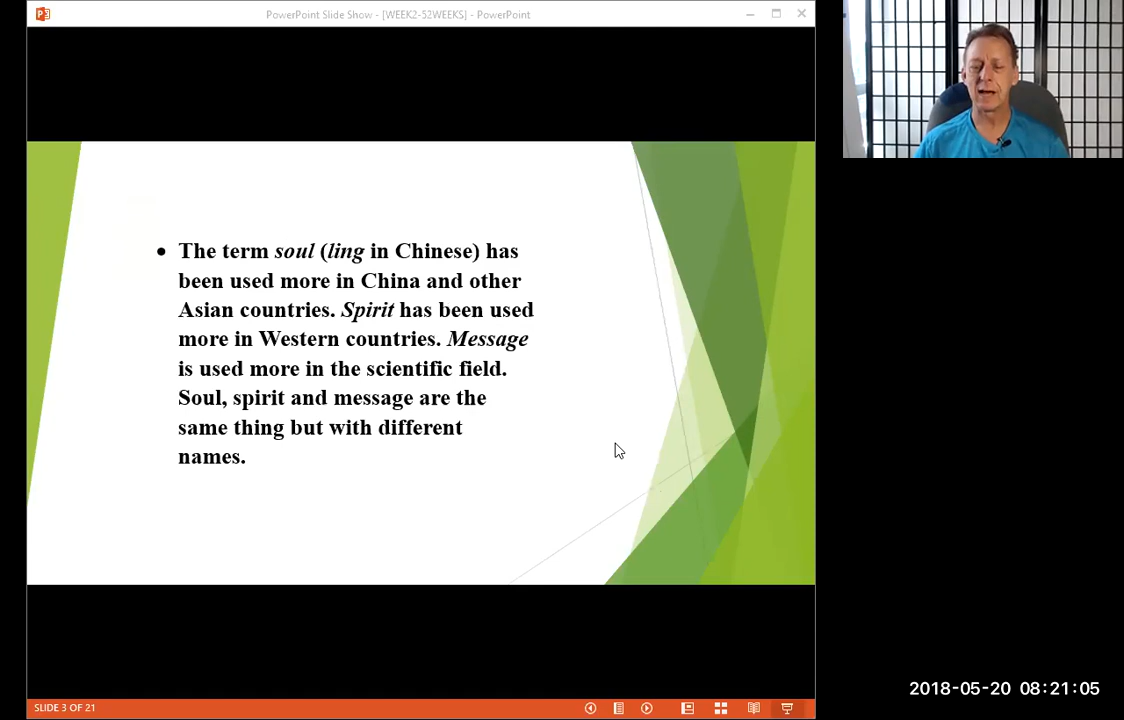 PowerPoint Slide Show - [WEEK2-52WEEKS] - PowerPoint
• The term soul (ling in Chinese) has
been used more in China and other
Asian countries. Spirit has been used
more in Western countries. Message
is used more in the scientific field.
Soul, spirit and message are the
same thing but with different
names.
SLIDE 3 OF 21
2018-05-20 08:21:05